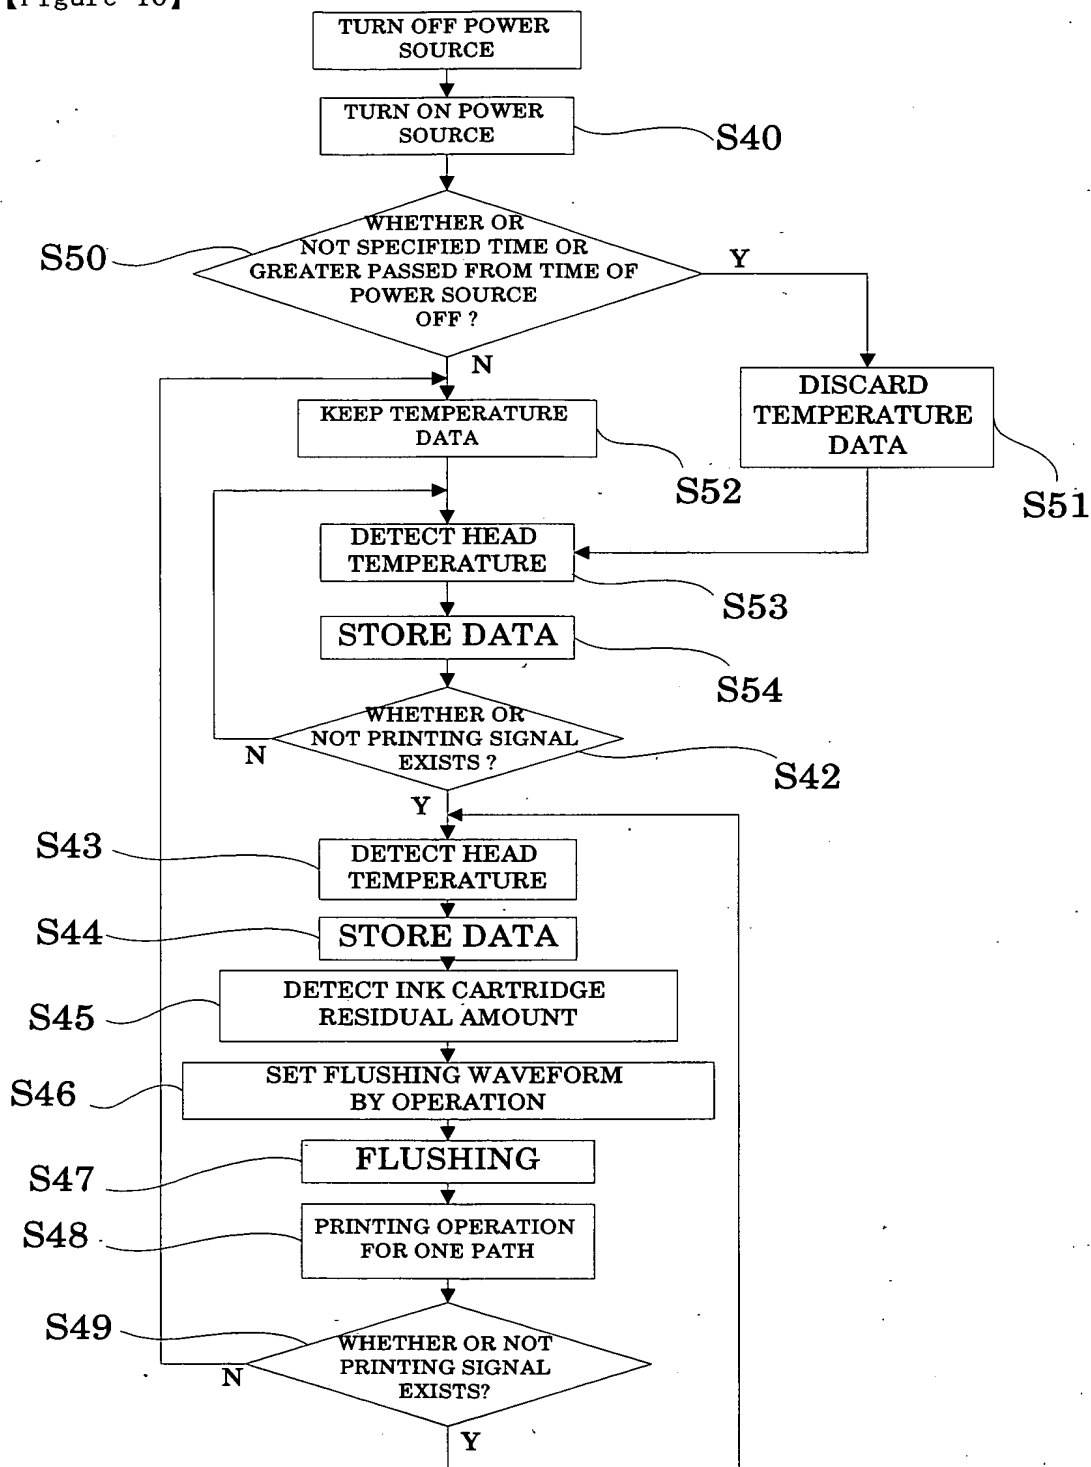 TURN OFF POWER
SOURCE
TURN ON POWER
SOURCE
S40
WHETHER OR
NOT SPECIFIED TIME OR
GREATER PASSED FROM TIME OF
POWER SOURCE
OFF ?
S50
Y
N
DISCARD
TEMPERATURE
DATA
S51
KEEP TEMPERATURE
DATA
S52
DETECT HEAD
TEMPERATURE
S53
STORE DATA
S54
WHETHER OR
NOT PRINTING SIGNAL
EXISTS ?
N
S42
Y
S43
DETECT HEAD
TEMPERATURE
S44
STORE DATA
S45
DETECT INK CARTRIDGE
RESIDUAL AMOUNT
S46
SET FLUSHING WAVEFORM
BY OPERATION
S47
FLUSHING
S48
PRINTING OPERATION
FOR ONE PATH
S49
WHETHER OR NOT
PRINTING SIGNAL
EXISTS?
N
Y